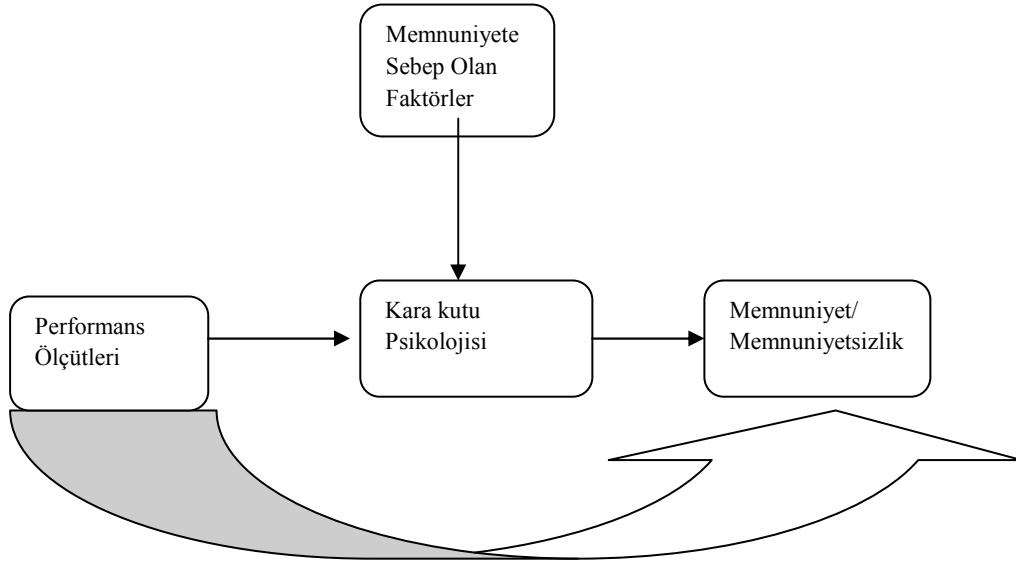 Memnuniyete
Sebep Olan
Faktörler
Performans
Ölçütleri
Kara kutu
Psikolojisi
Memnuniyet/
Memnuniyetsizlik